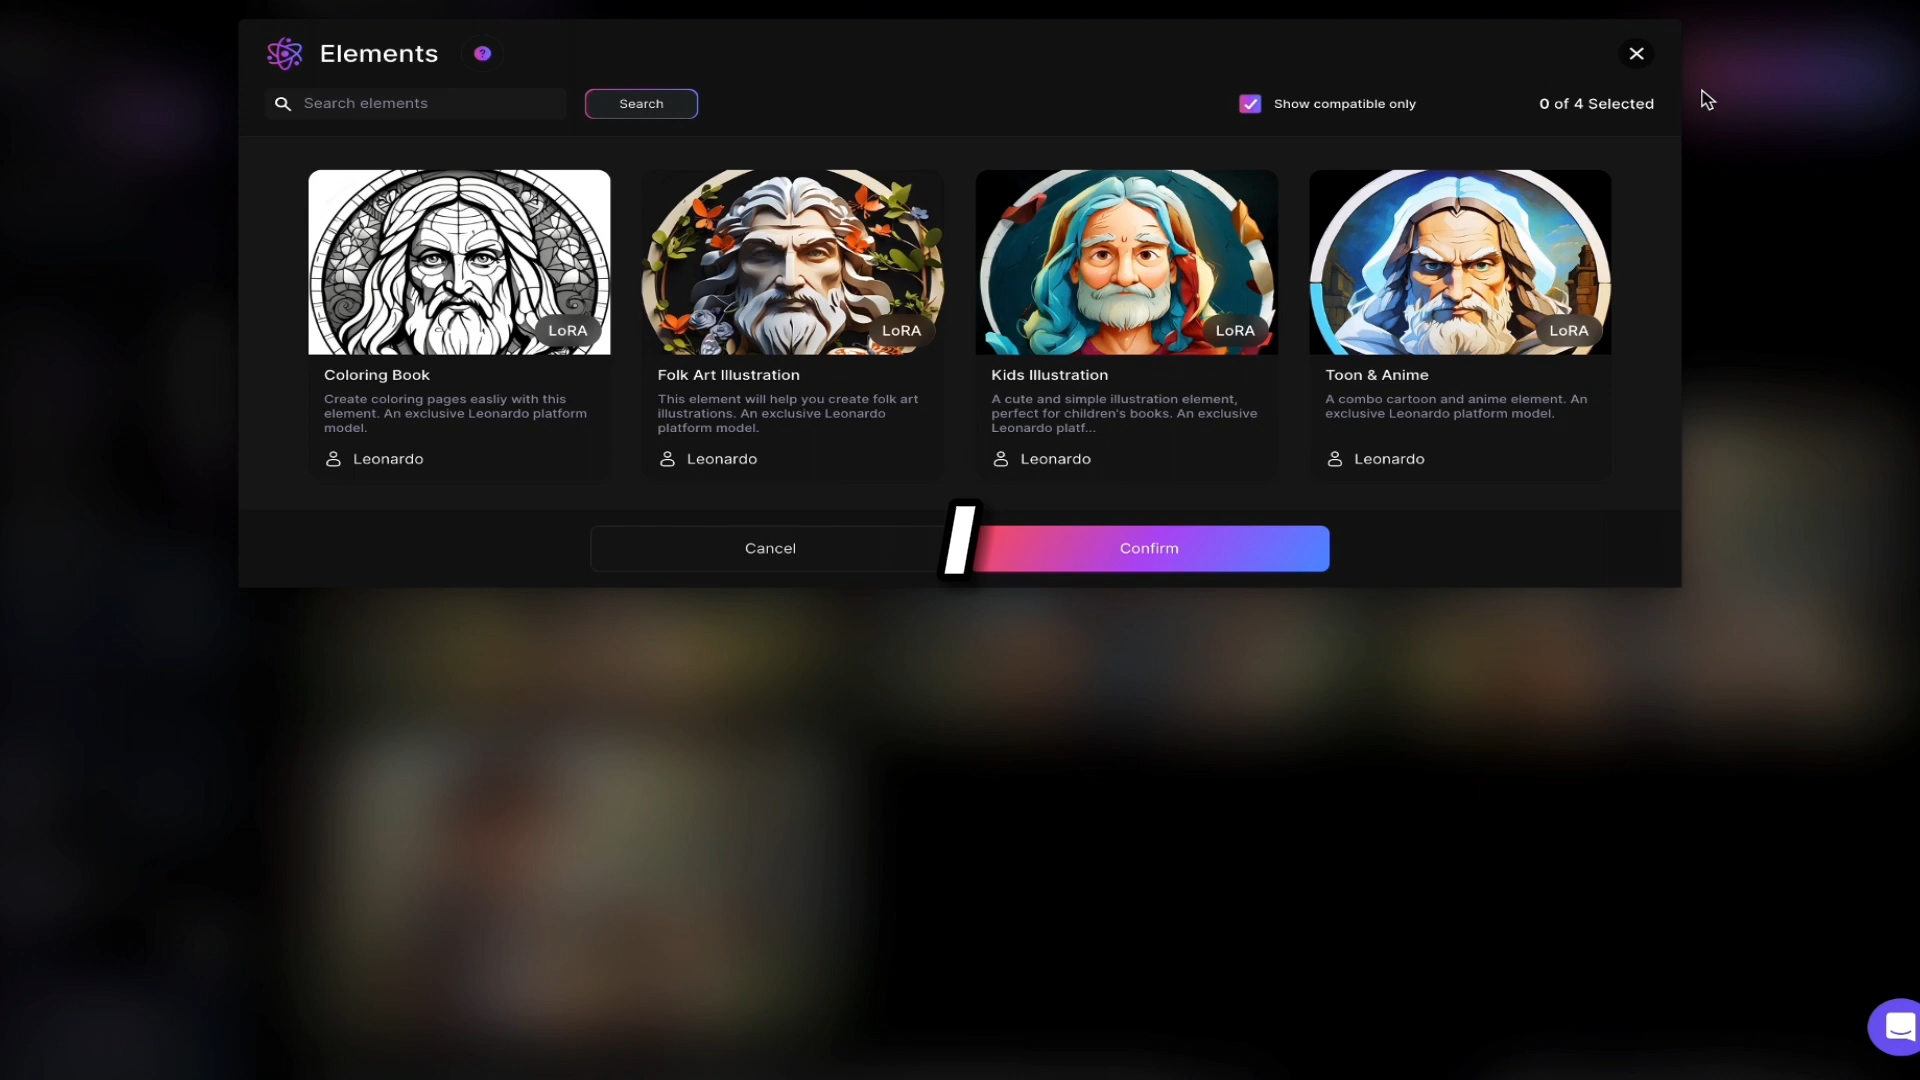 Elements ?
Search elements
Search
Show compatible only
0 of 4 Selected
LoRA
LoRA
LoRA
LoRA
Coloring Book
Create coloring pages easliy with this
element. An exclusive Leonardo platform
model.
Leonardo
Folk Art Illustration
This element will help you create folk art
illustrations. An exclusive Leonardo
platform model.
Leonardo
Kids Illustration
A cute and simple illustration element,
perfect for children's books. An exclusive
Leonardo platf...
Leonardo
Toon & Anime
A combo cartoon and anime element. An
exclusive Leonardo platform model.
Leonardo
Cancel
I
Confirm